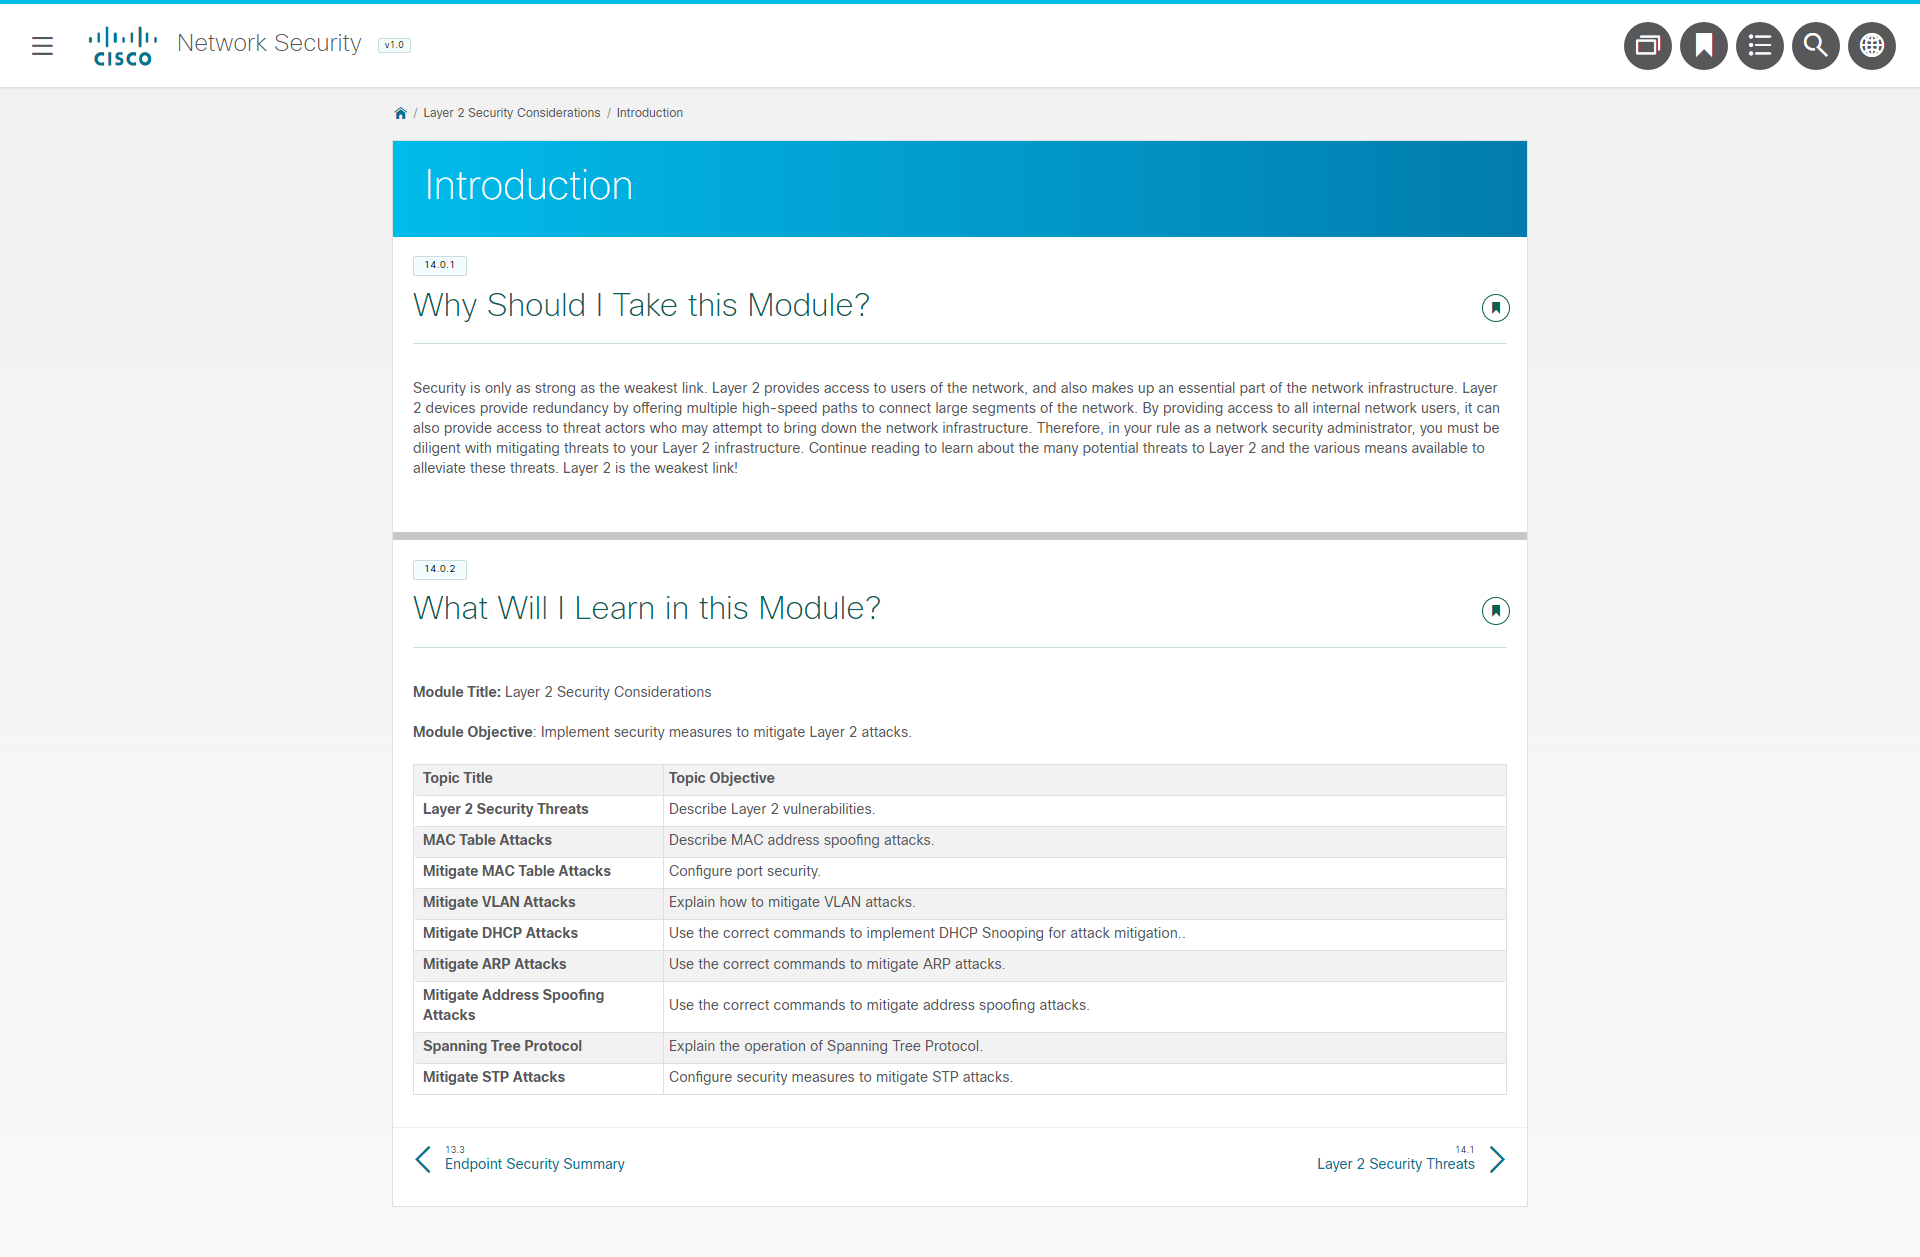 CISCO Network Security v1.0
/ Layer 2 Security Considerations / Introduction
Introduction
14.0.1
Why Should I Take this Module?
Security is only as strong as the weakest link. Layer 2 provides access to users of the network, and also makes up an essential part of the network infrastructure. Layer
2 devices provide redundancy by offering multiple high-speed paths to connect large segments of the network. By providing access to all internal network users, it can
also provide access to threat actors who may attempt to bring down the network infrastructure. Therefore, in your rule as a network security administrator, you must be
diligent with mitigating threats to your Layer 2 infrastructure. Continue reading to learn about the many potential threats to Layer 2 and the various means available to
alleviate these threats. Layer 2 is the weakest link!
14.0.2
What Will I Learn in this Module?
Module Title: Layer 2 Security Considerations
Module Objective: Implement security measures to mitigate Layer 2 attacks.
Topic Title Topic Objective
Layer 2 Security Threats Describe Layer 2 vulnerabilities.
MAC Table Attacks Describe MAC address spoofing attacks.
Mitigate MAC Table Attacks Configure port security.
Mitigate VLAN Attacks Explain how to mitigate VLAN attacks.
Mitigate DHCP Attacks Use the correct commands to implement DHCP Snooping for attack mitigation..
Mitigate ARP Attacks Use the correct commands to mitigate ARP attacks.
Mitigate Address Spoofing
Attacks
Use the correct commands to mitigate address spoofing attacks.
Spanning Tree Protocol Explain the operation of Spanning Tree Protocol.
Mitigate STP Attacks Configure security measures to mitigate STP attacks.
13.3
Endpoint Security Summary
14.1
Layer 2 Security Threats